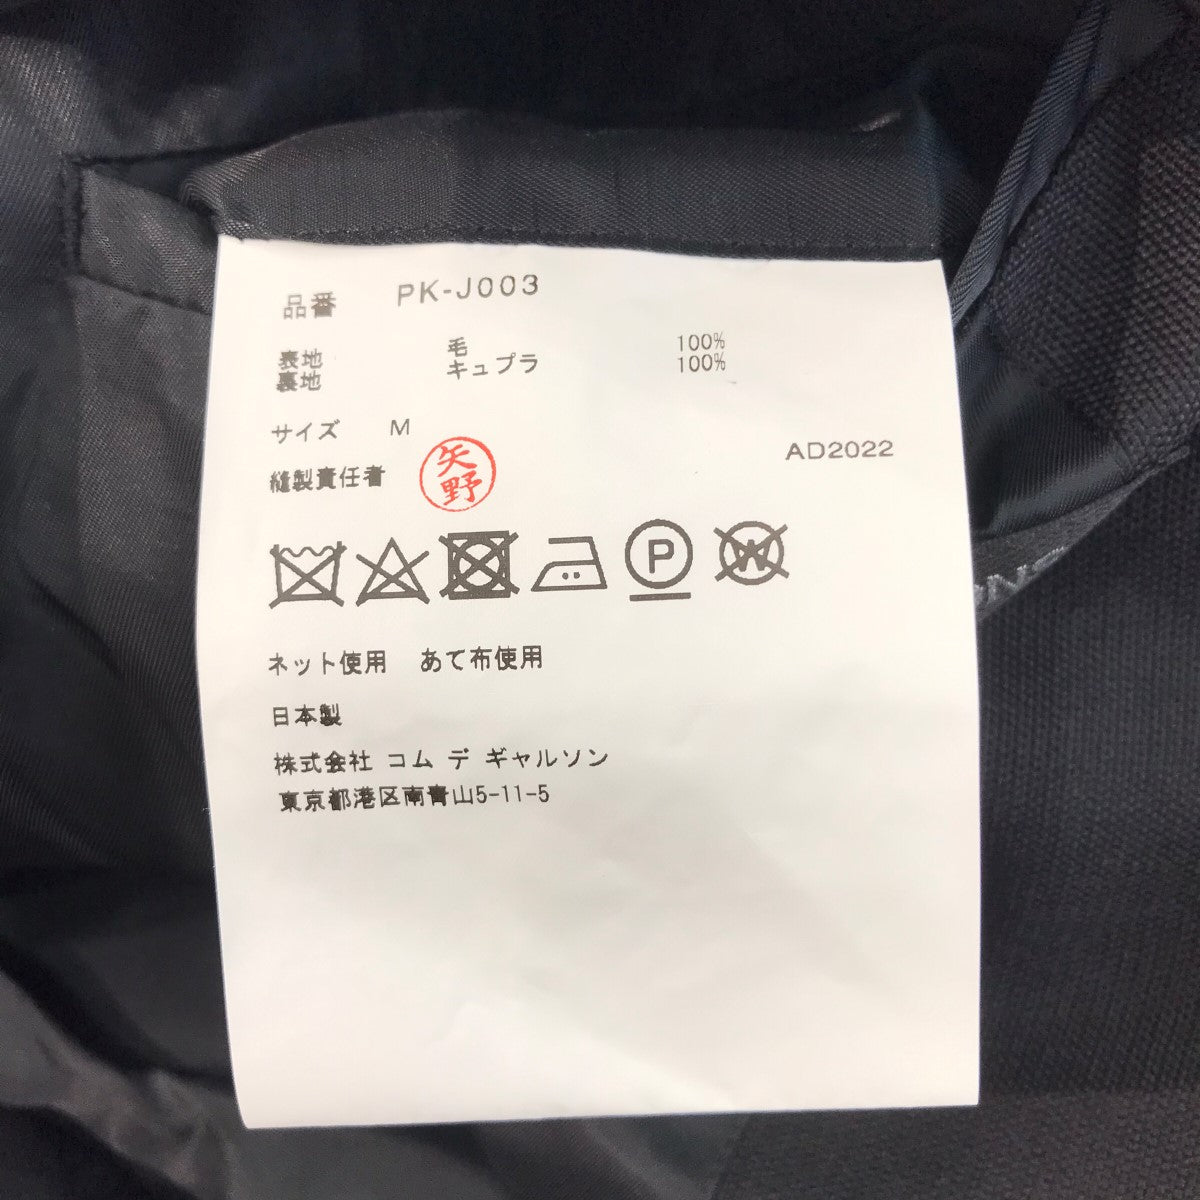 品番 PK-J003
表地 毛 100%
裏地 キュプラ 100%
サイズ M
AD2022
縫製責任者 矢野
P
W
ネット使用 あて布使用
日本製
株式会社 コム デ ギャルソン
東京都港区南青山5-11-5